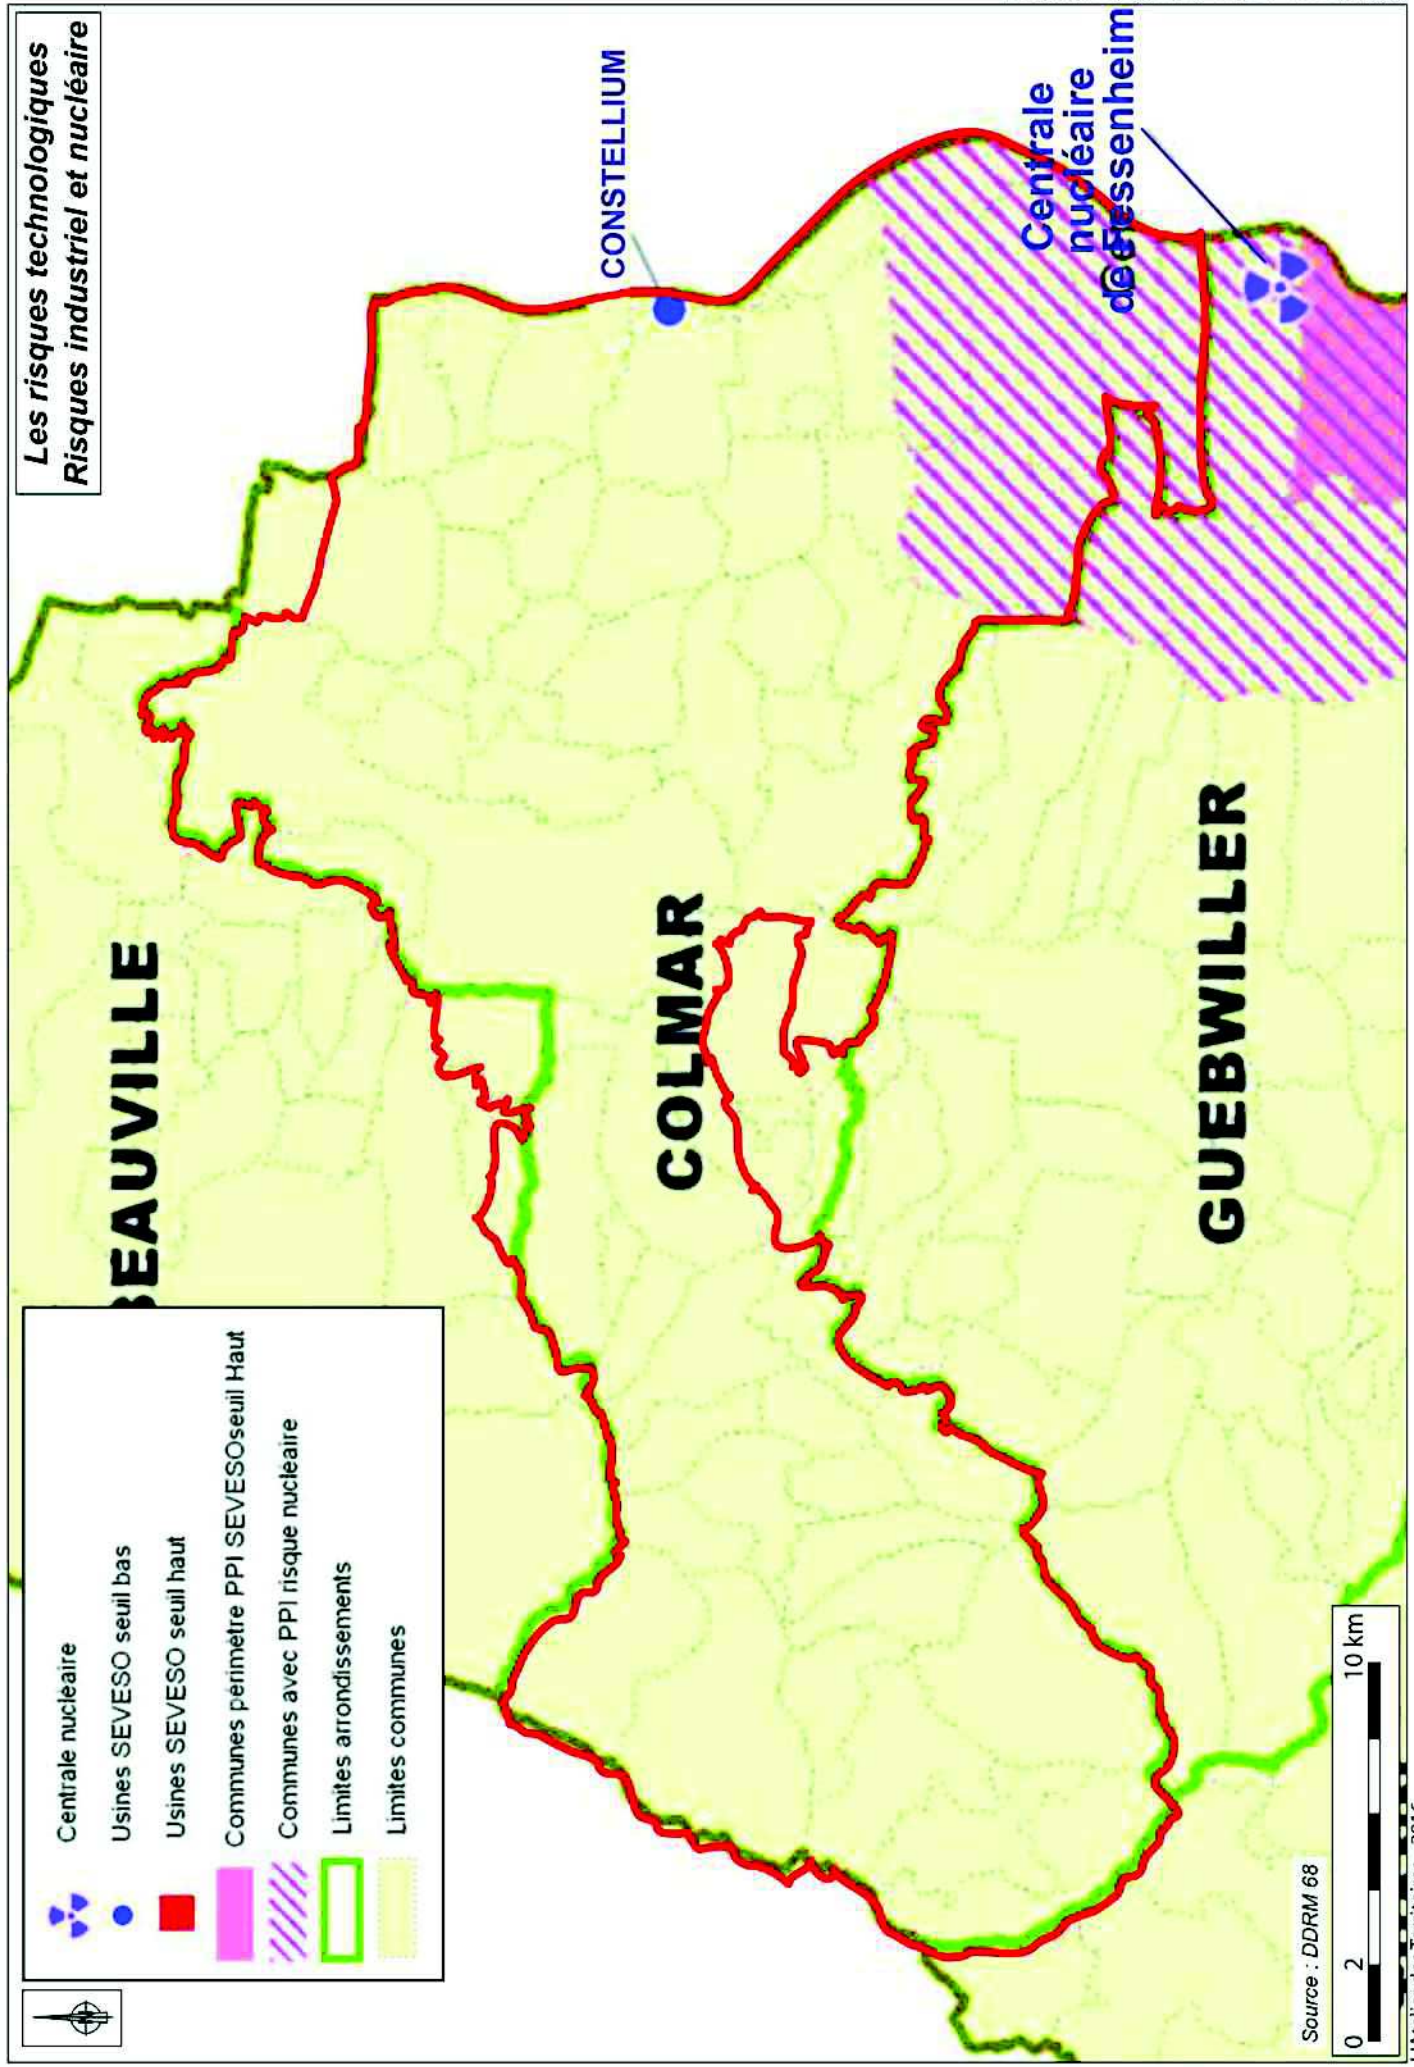 Les risques technologiques
Risques industriel et nucléaire
BEAUVILLE
CONSTELLIUM
COLMAR
Centrale
nucléaire
de Fessenheim
GUEBWILLER
Centrale nucléaire
Usines SEVESO seuil bas
Usines SEVESO seuil haut
Communes périmètre PPI SEVESOseuil Haut
Communes avec PPI risque nucléaire
Limites arrondissements
Limites communes
N
Source : DDRM 68
0 2 10 km